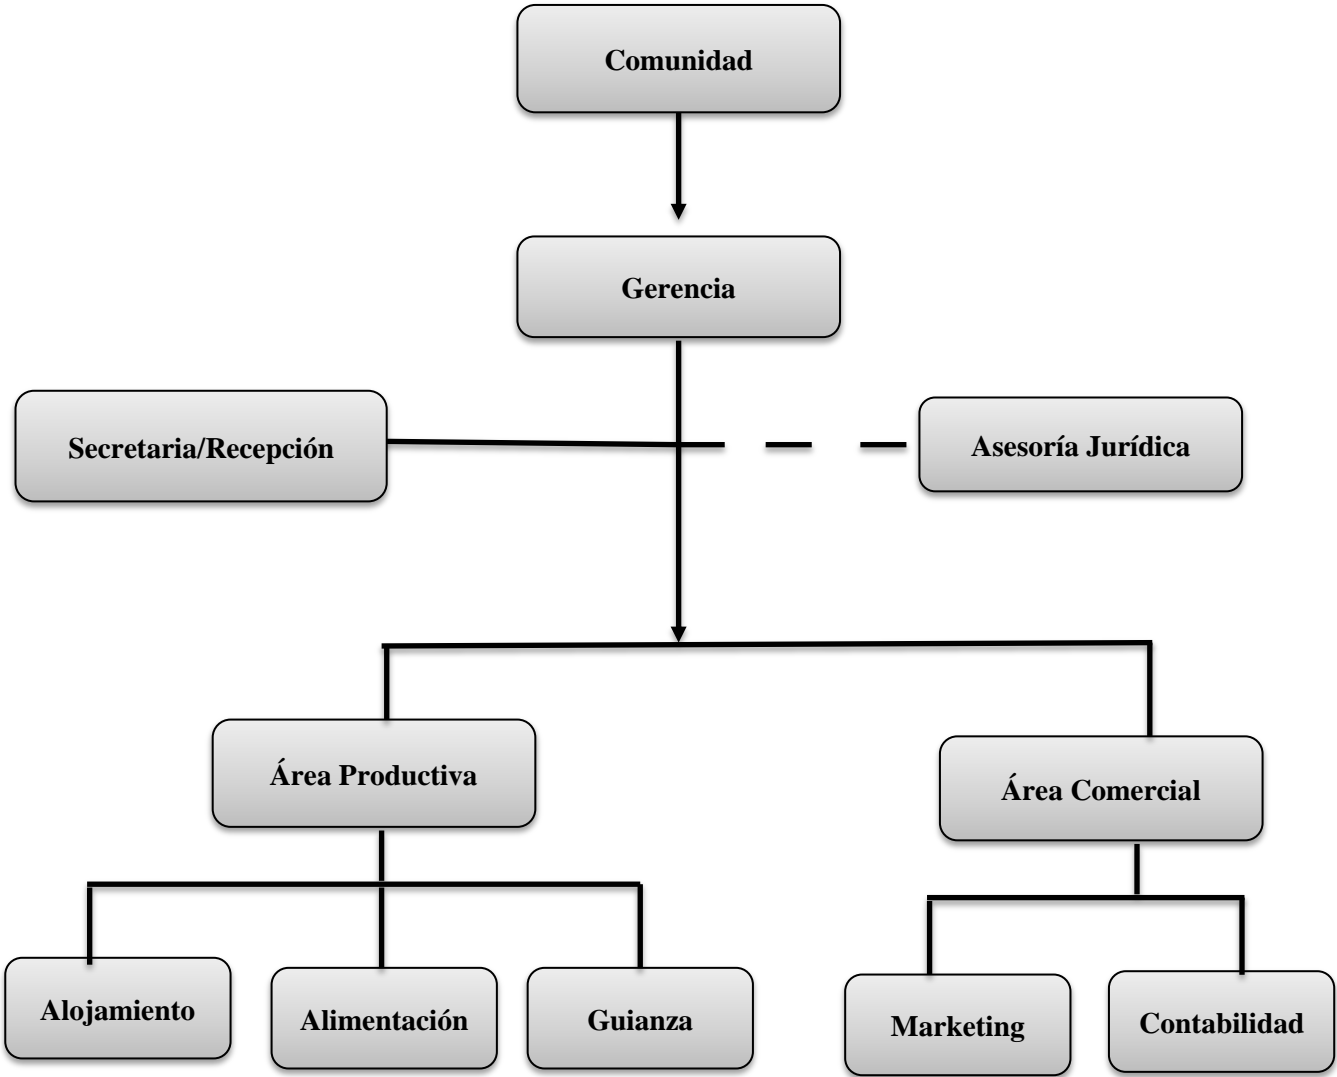 Comunidad
Gerencia
Secretaria/Recepción
Asesoría Jurídica
Área Productiva
Área Comercial
Alojamiento
Alimentación
Guianza
Marketing
Contabilidad